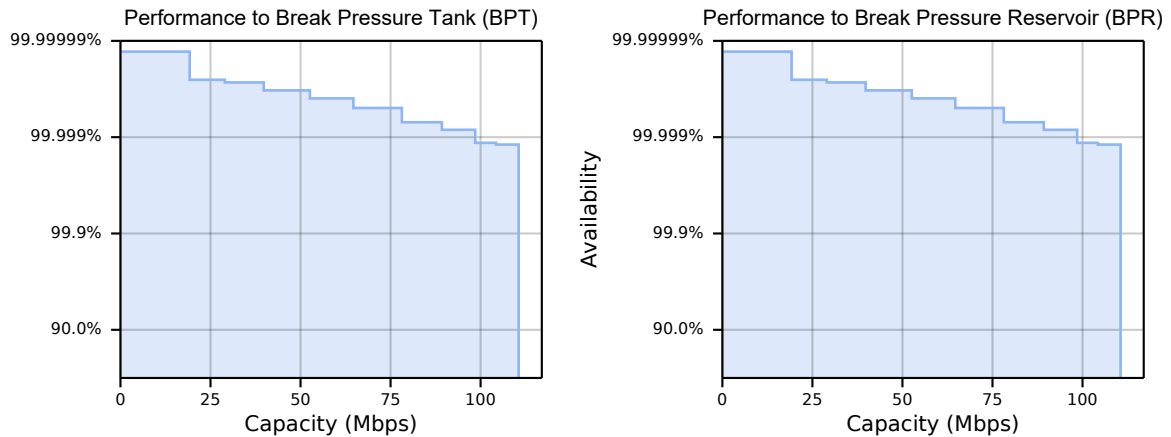 Performance to Break Pressure Tank (BPT)
99.99999%
99.999%
99.9%
90.0%
0 25 50 75 100
Capacity (Mbps)
Performance to Break Pressure Reservoir (BPR)
Availability
99.99999%
99.999%
99.9%
90.0%
0 25 50 75 100
Capacity (Mbps)